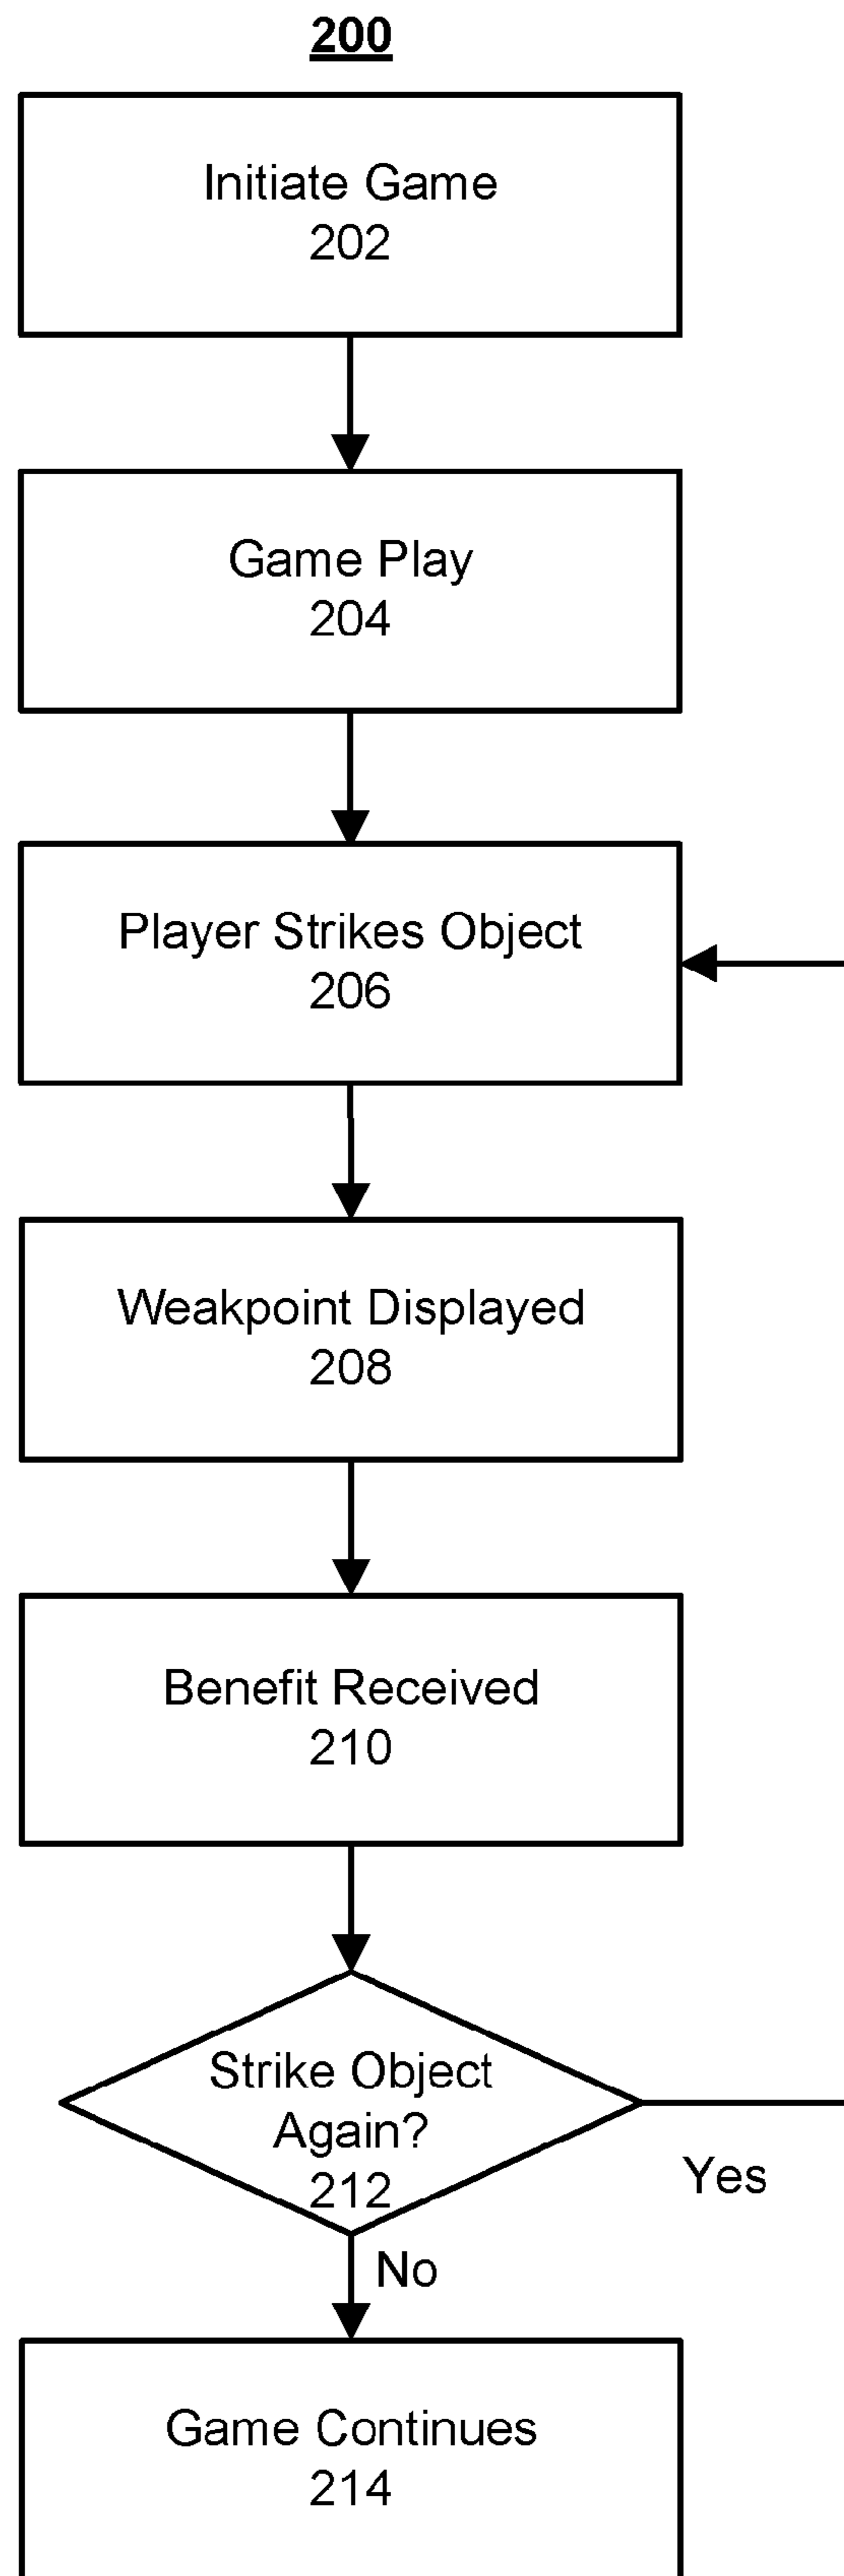 200
Initiate Game
202
Game Play
204
Player Strikes Object
206
Weakpoint Displayed
208
Benefit Received
210
Strike Object
Again?
212
Yes
No
Game Continues
214